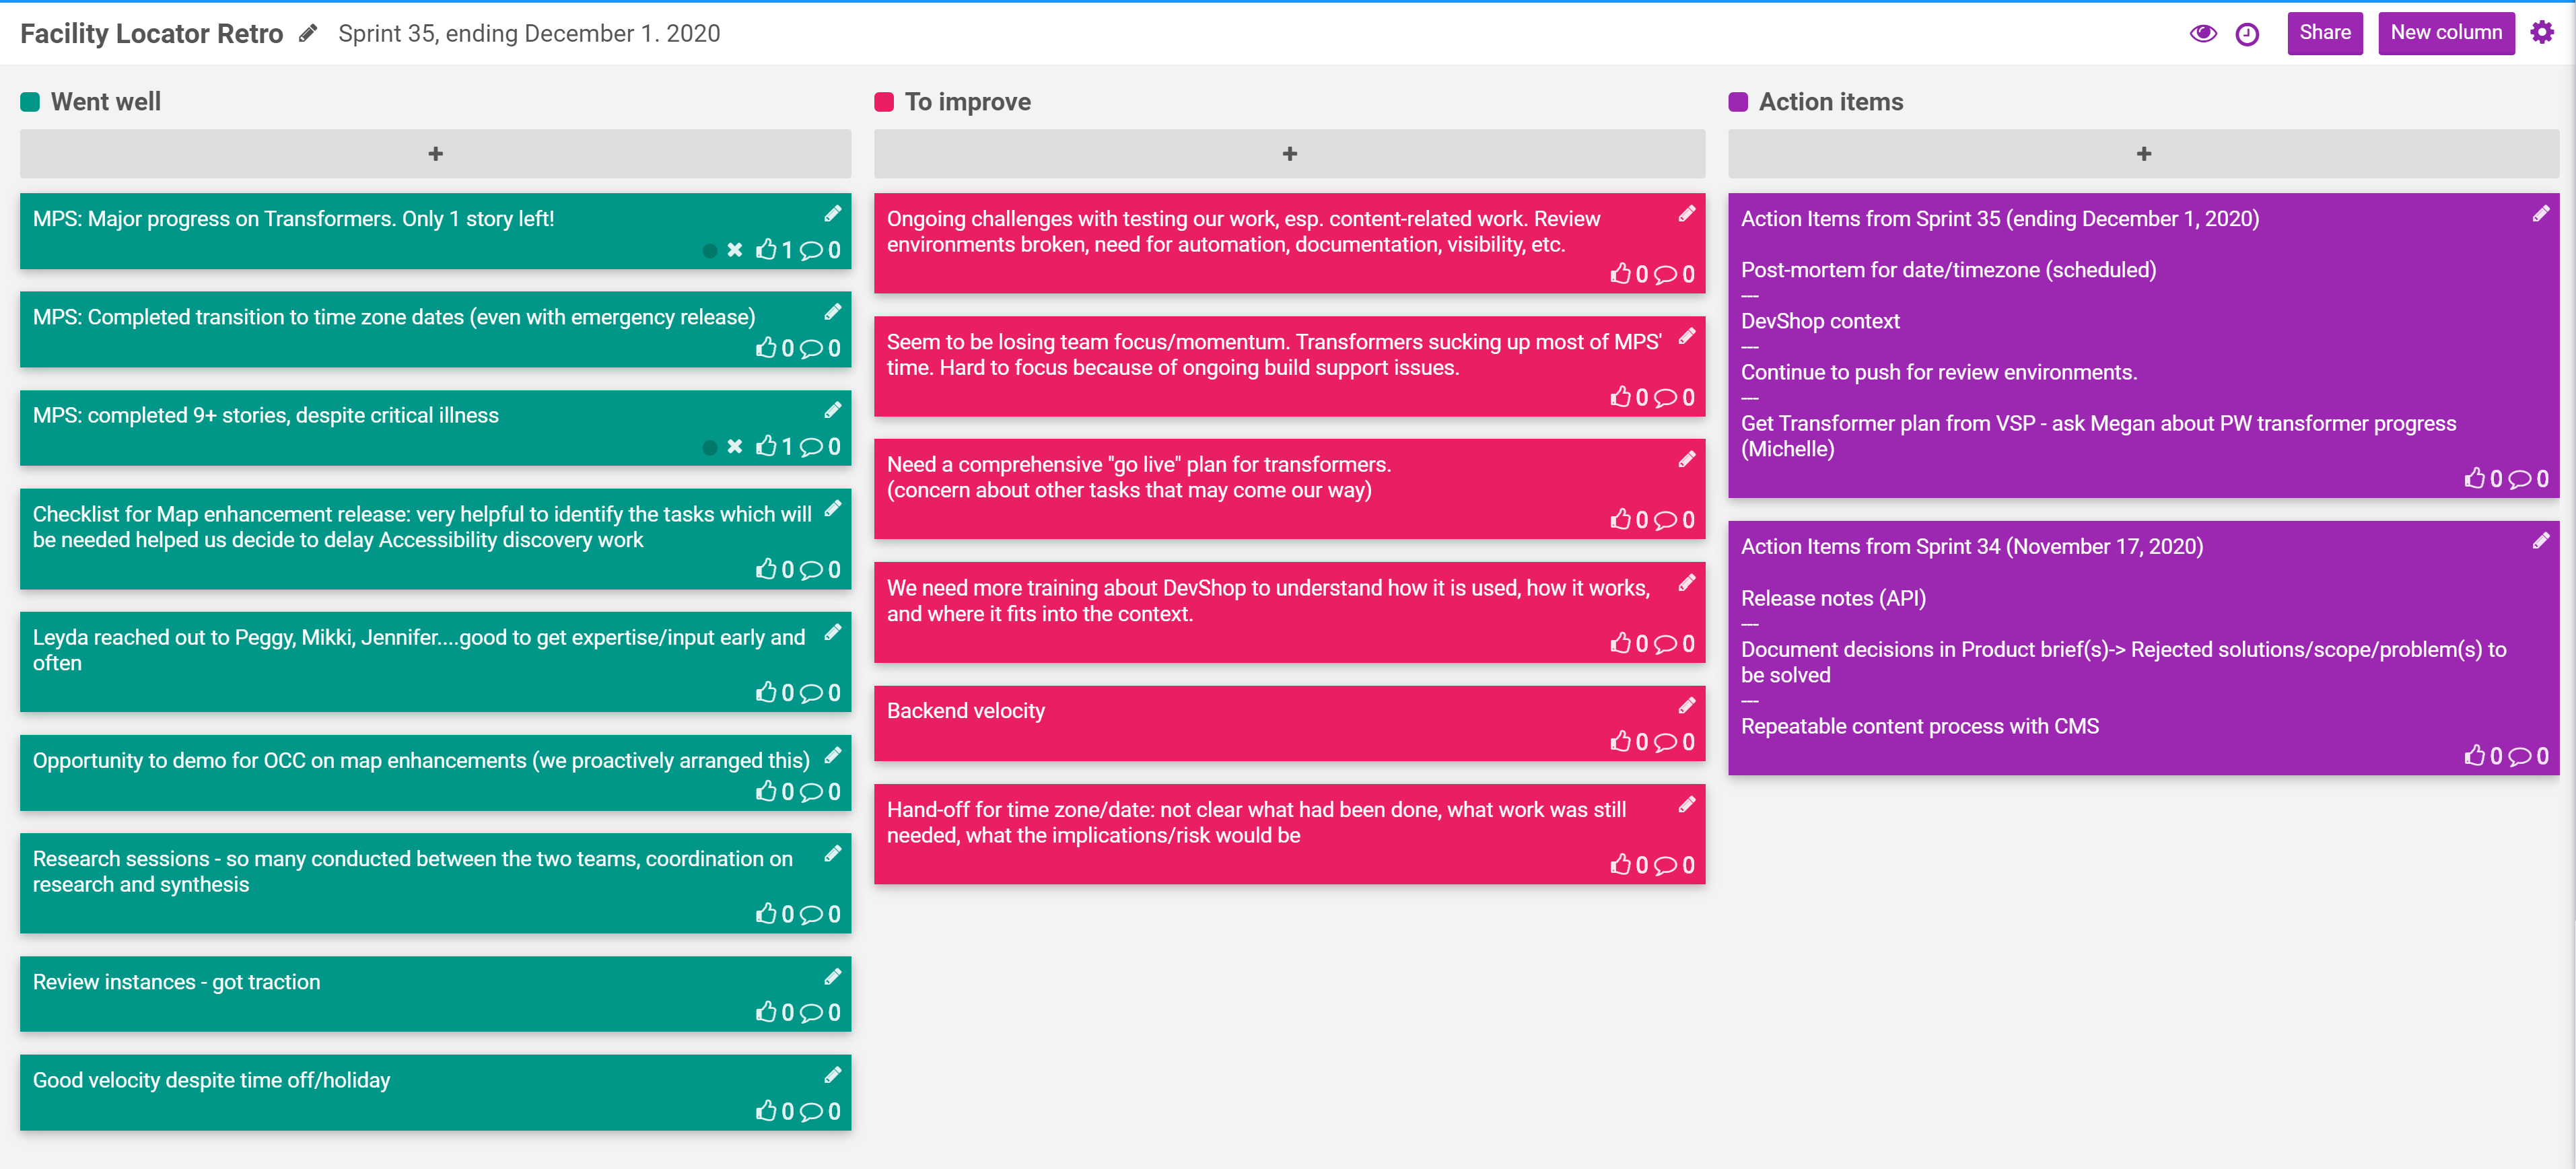 Facility Locator Retro
Sprint 35, ending December 1. 2020
Share
New column
Went well
+
MPS: Major progress on Transformers. Only 1 story left!
1 0
MPS: Completed transition to time zone dates (even with emergency release)
0 0
MPS: completed 9+ stories, despite critical illness
1 0
Checklist for Map enhancement release: very helpful to identify the tasks which will
be needed helped us decide to delay Accessibility discovery work
0 0
Leyda reached out to Peggy, Mikki, Jennifer....good to get expertise/input early and
often
0 0
Opportunity to demo for OCC on map enhancements (we proactively arranged this)
0 0
Research sessions - so many conducted between the two teams, coordination on
research and synthesis
0 0
Review instances - got traction
0 0
Good velocity despite time off/holiday
0 0
To improve
+
Ongoing challenges with testing our work, esp. content-related work. Review
environments broken, need for automation, documentation, visibility, etc.
0 0
Seem to be losing team focus/momentum. Transformers sucking up most of MPS'
time. Hard to focus because of ongoing build support issues.
0 0
Need a comprehensive "go live" plan for transformers.
(concern about other tasks that may come our way)
0 0
We need more training about DevShop to understand how it is used, how it works,
and where it fits into the context.
0 0
Backend velocity
0 0
Hand-off for time zone/date: not clear what had been done, what work was still
needed, what the implications/risk would be
0 0
Action items
+
Action Items from Sprint 35 (ending December 1, 2020)
Post-mortem for date/timezone (scheduled)
---
DevShop context
---
Continue to push for review environments.
---
Get Transformer plan from VSP - ask Megan about PW transformer progress
(Michelle)
0 0
Action Items from Sprint 34 (November 17, 2020)
Release notes (API)
---
Document decisions in Product brief(s)-> Rejected solutions/scope/problem(s) to
be solved
---
Repeatable content process with CMS
0 0